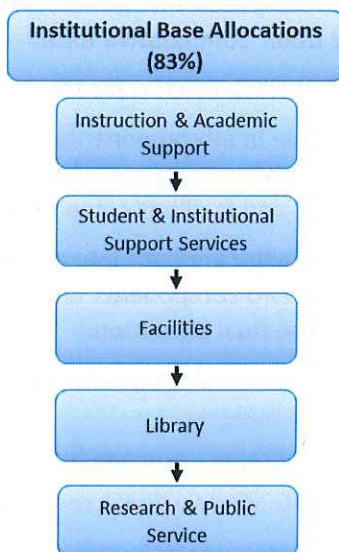 Institutional Base Allocations
(83%)
Instruction & Academic
Support
Student & Institutional
Support Services
Facilities
Library
Research & Public
Service